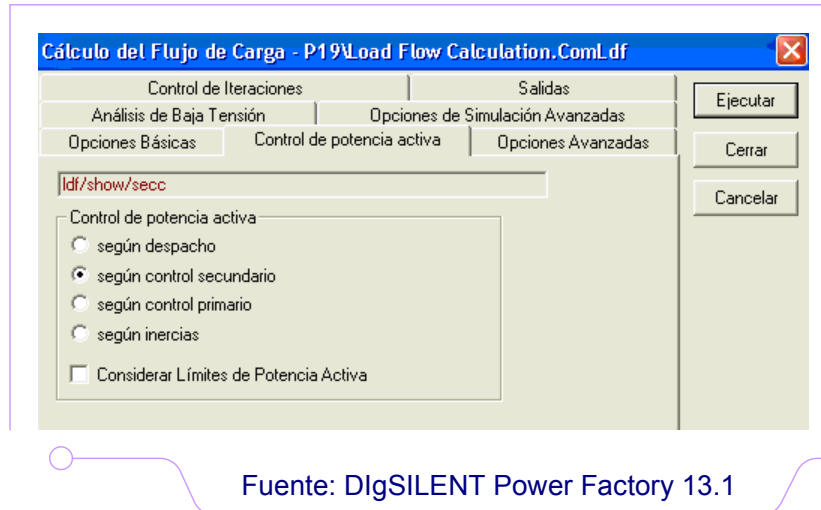 Cálculo del Flujo de Carga - P19\Load Flow Calculation.ComLdf
Control de Iteraciones
Salidas
Análisis de Baja Tensión
Opciones de Simulación Avanzadas
Opciones Básicas
Control de potencia activa
Opciones Avanzadas
Ejecutar
Cerrar
Cancelar
ldf/show/secc
Control de potencia activa
según despacho
según control secundario
según control primario
según inercias
Considerar Límites de Potencia Activa
Fuente: DIgSILENT Power Factory 13.1